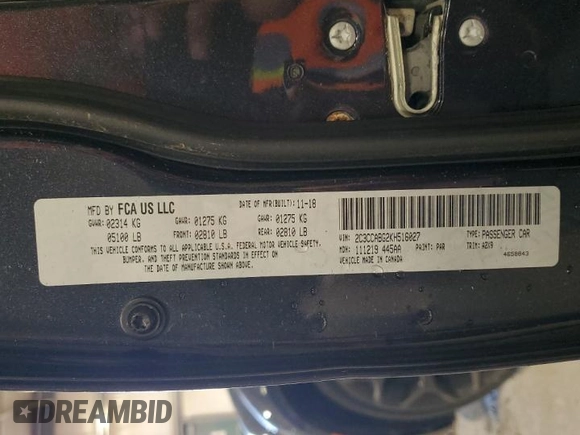 MFD BY FCA US LLC DATE OF MFR(BUILT): 11-18
GVWR: 02314 KG GAWR: 01275 KG GAWR: 01275 KG
05100 LB FRONT: 02810 LB REAR: 02810 LB
THIS VEHICLE CONFORMS TO ALL APPLICABLE U.S.A. FEDERAL MOTOR VEHICLE SAFETY,
BUMPER, AND THEFT PREVENTION STANDARDS IN EFFECT ON
THE DATE OF MANUFACTURE SHOWN ABOVE.
VIN: 2C3CCABG2KH516027 TYPE: PASSENGER CAR
MDH: 111219 445AA PAINT: PAR TRIM: ABX9
VEHICLE MADE IN CANADA 4658843
DREAMBID